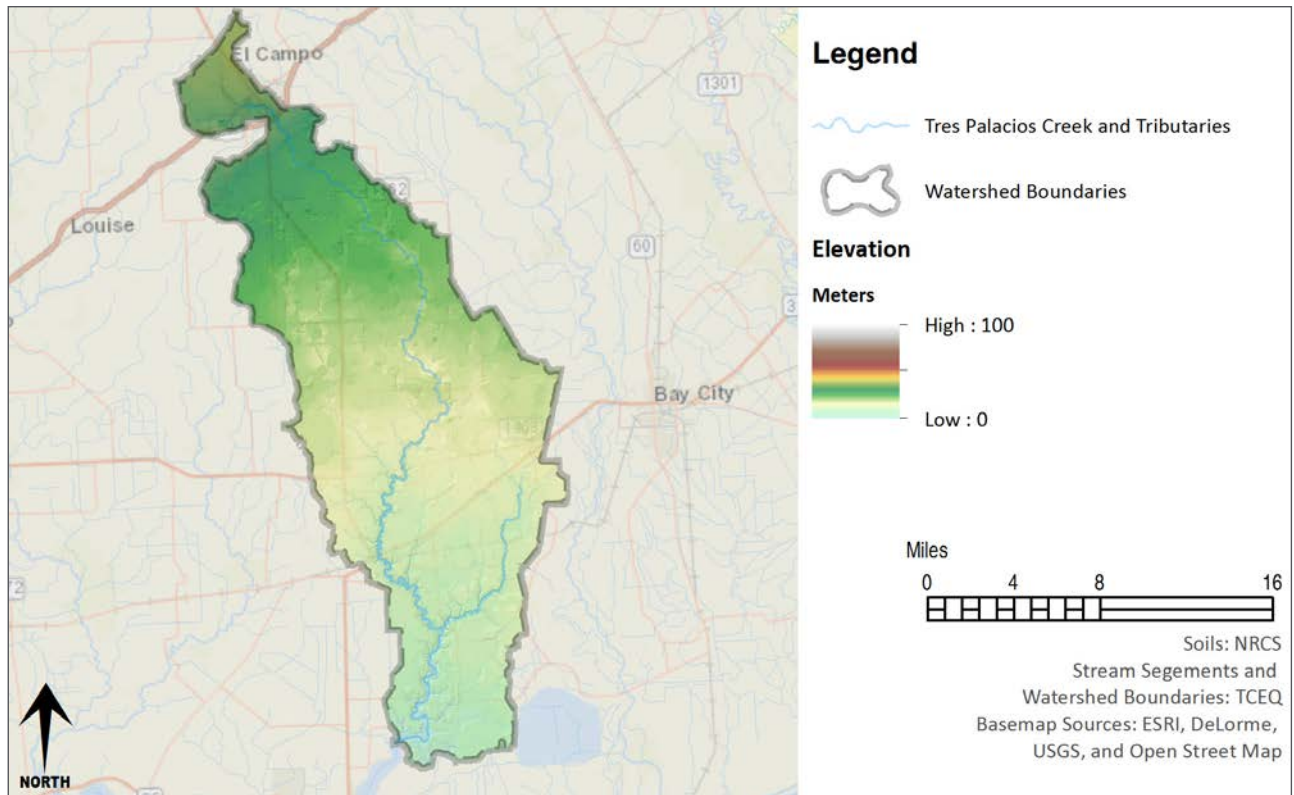 El Campo
1301
Louise
60
Bay City
Legend
Tres Palacios Creek and Tributaries
Watershed Boundaries
Elevation
Meters
High : 100
Low : 0
Miles
0 4 8 16
Soils: NRCS
Stream Segements and
Watershed Boundaries: TCEQ
Basemap Sources: ESRI, DeLorme,
USGS, and Open Street Map
NORTH